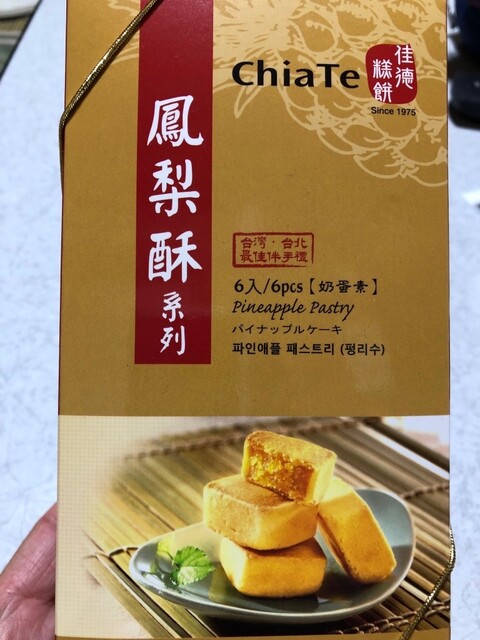 ChiaTe
佳德
糕餅
Since 1975
鳳梨酥系列
台灣・台北
最佳伴手禮
6入/6pcs【奶蛋素】
Pineapple Pastry
パイナップルケーキ
파인애플 패스트리 (펑리수)